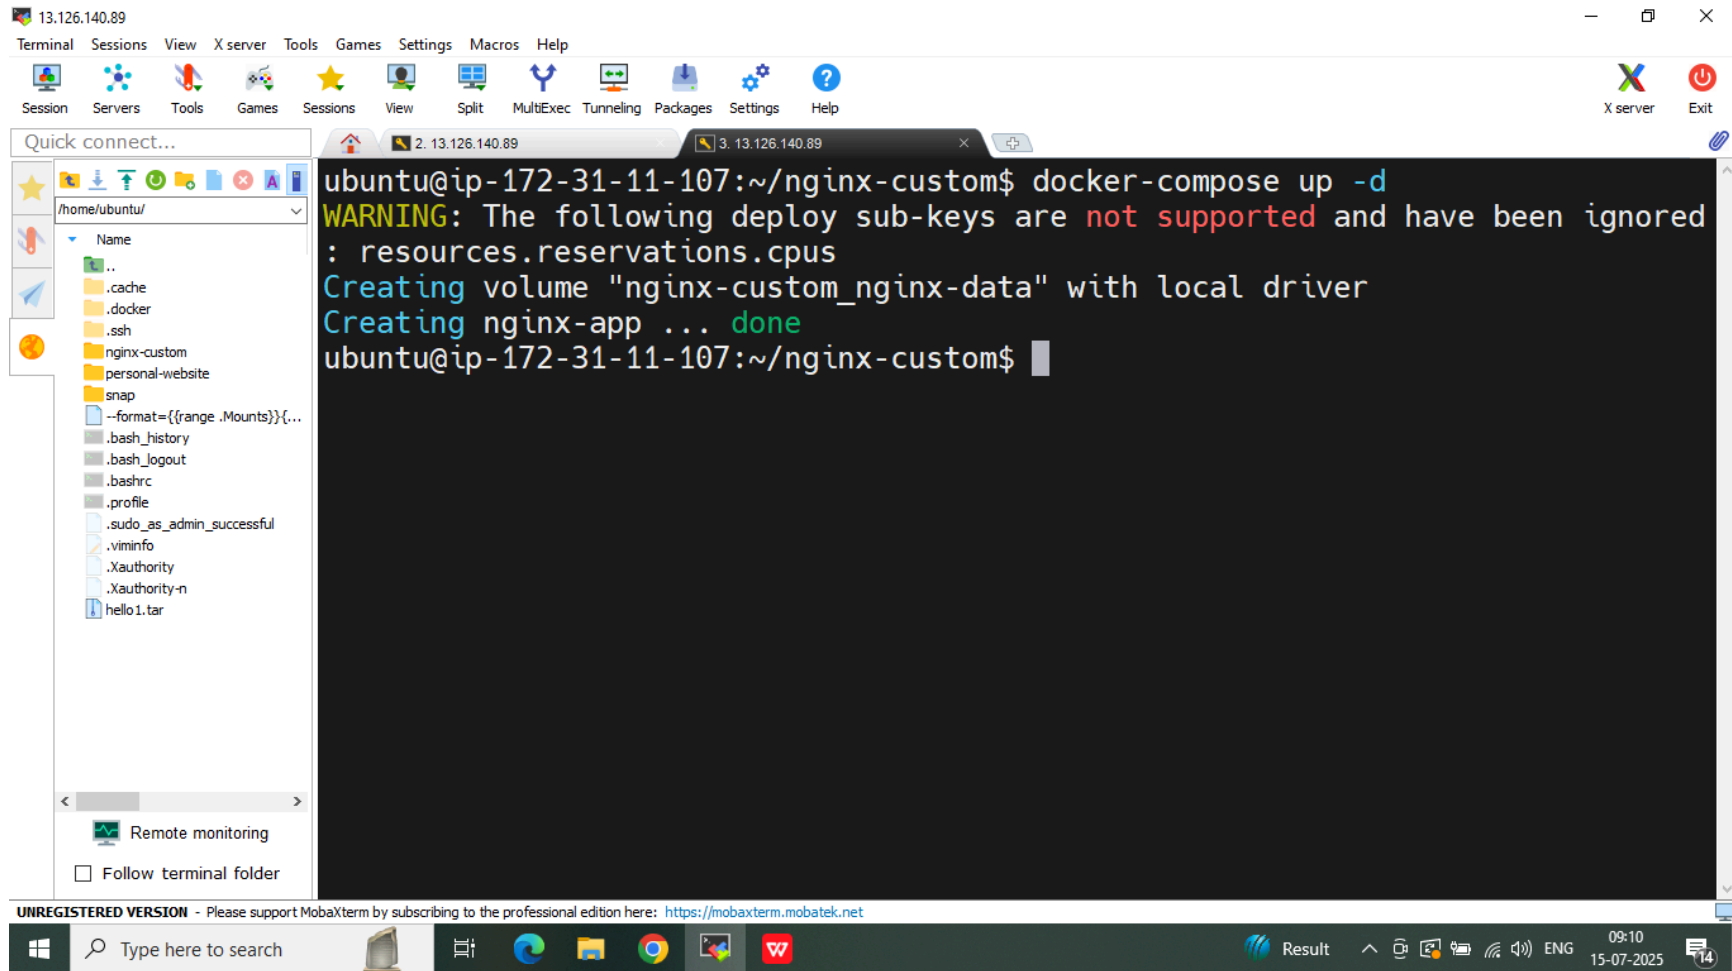 13.126.140.89
Terminal Sessions View X server Tools Games Settings Macros Help
Session Servers Tools Games Sessions View Split MultiExec Tunneling Packages Settings Help X server Exit
Quick connect...
2. 13.126.140.89
3. 13.126.140.89
/home/ubuntu/
Name
..
.cache
.docker
.ssh
nginx-custom
personal-website
snap
--format={{range .Mounts}}{...
.bash_history
.bash_logout
.bashrc
.profile
.sudo_as_admin_successful
.viminfo
.Xauthority
.Xauthority-n
hello1.tar
Remote monitoring
Follow terminal folder
ubuntu@ip-172-31-11-107:~/nginx-custom$ docker-compose up -d
WARNING: The following deploy sub-keys are not supported and have been ignored
: resources.reservations.cpus
Creating volume "nginx-custom_nginx-data" with local driver
Creating nginx-app ... done
ubuntu@ip-172-31-11-107:~/nginx-custom$
UNREGISTERED VERSION - Please support MobaXterm by subscribing to the professional edition here: https://mobaxterm.mobatek.net
Type here to search
Result
ENG
09:10
15-07-2025
14